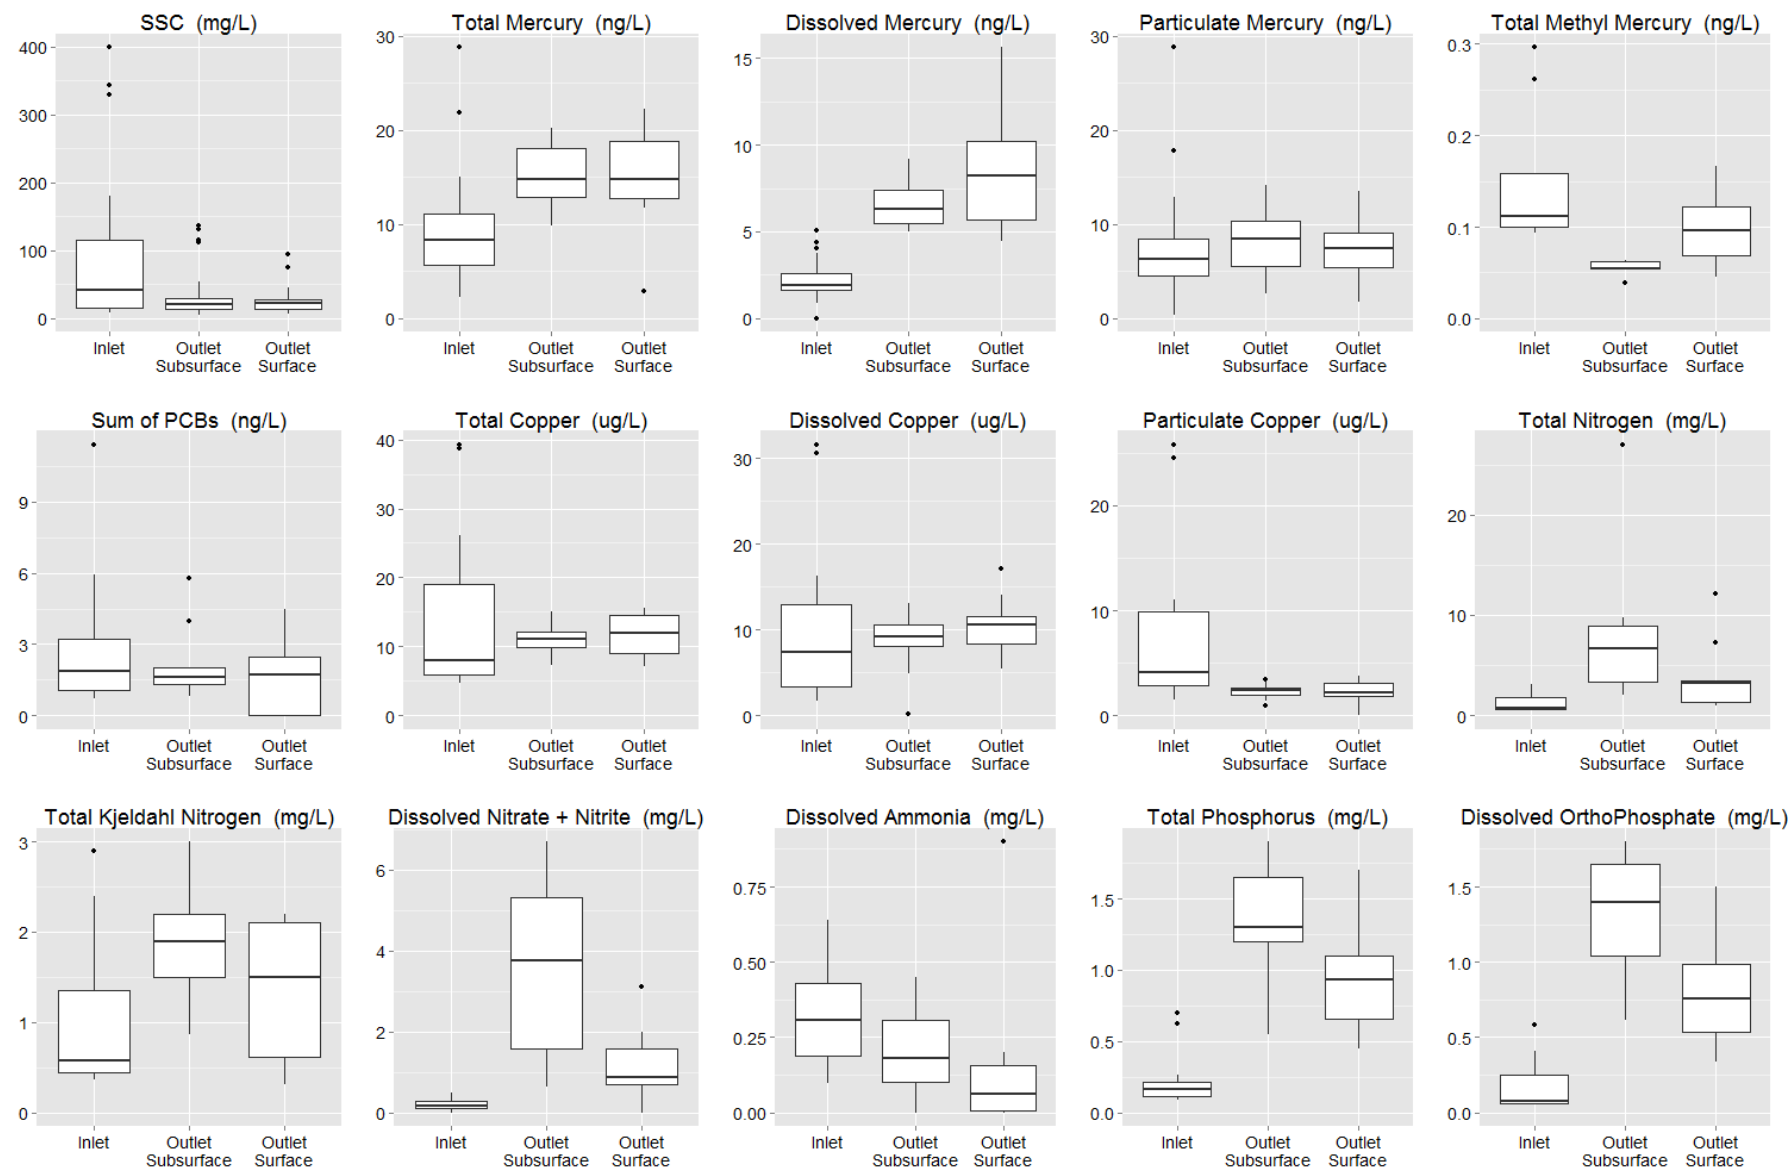 SSC (mg/L)
400
300
200
100
0
Inlet
Outlet
Subsurface
Outlet
Surface
Total Mercury (ng/L)
30
20
10
0
Inlet
Outlet
Subsurface
Outlet
Surface
Dissolved Mercury (ng/L)
15
10
5
0
Inlet
Outlet
Subsurface
Outlet
Surface
Particulate Mercury (ng/L)
30
20
10
0
Inlet
Outlet
Subsurface
Outlet
Surface
Total Methyl Mercury (ng/L)
0.3
0.2
0.1
0.0
Inlet
Outlet
Subsurface
Outlet
Surface
Sum of PCBs (ng/L)
9
6
3
0
Inlet
Outlet
Subsurface
Outlet
Surface
Total Copper (ug/L)
40
30
20
10
0
Inlet
Outlet
Subsurface
Outlet
Surface
Dissolved Copper (ug/L)
30
20
10
0
Inlet
Outlet
Subsurface
Outlet
Surface
Particulate Copper (ug/L)
20
10
0
Inlet
Outlet
Subsurface
Outlet
Surface
Total Nitrogen (mg/L)
20
10
0
Inlet
Outlet
Subsurface
Outlet
Surface
Total Kjeldahl Nitrogen (mg/L)
3
2
1
0
Inlet
Outlet
Subsurface
Outlet
Surface
Dissolved Nitrate + Nitrite (mg/L)
6
4
2
0
Inlet
Outlet
Subsurface
Outlet
Surface
Dissolved Ammonia (mg/L)
0.75
0.50
0.25
0.00
Inlet
Outlet
Subsurface
Outlet
Surface
Total Phosphorus (mg/L)
1.5
1.0
0.5
0.0
Inlet
Outlet
Subsurface
Outlet
Surface
Dissolved OrthoPhosphate (mg/L)
1.5
1.0
0.5
0.0
Inlet
Outlet
Subsurface
Outlet
Surface